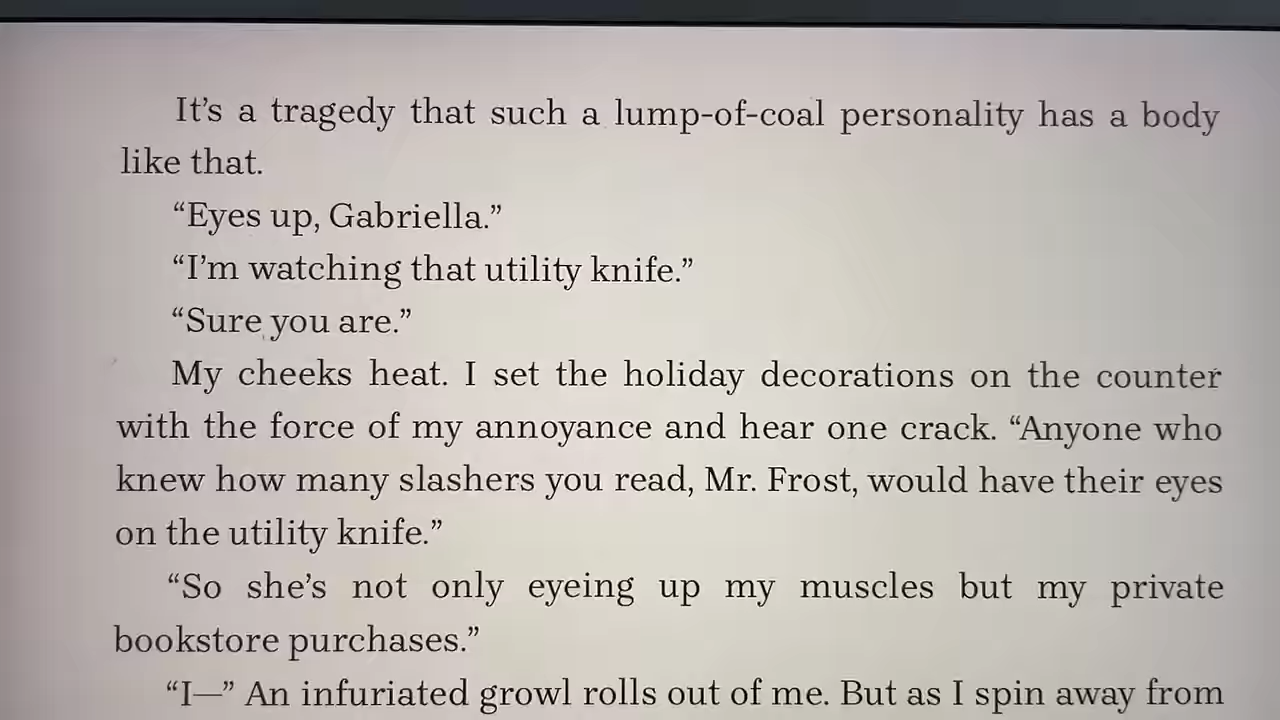 It’s a tragedy that such a lump-of-coal personality has a body
like that.
“Eyes up, Gabriella.”
“I’m watching that utility knife.”
“Sure you are.”
My cheeks heat. I set the holiday decorations on the counter
with the force of my annoyance and hear one crack. “Anyone who
knew how many slashers you read, Mr. Frost, would have their eyes
on the utility knife.”
“So she’s not only eyeing up my muscles but my private
bookstore purchases.”
“I—” An infuriated growl rolls out of me. But as I spin away from